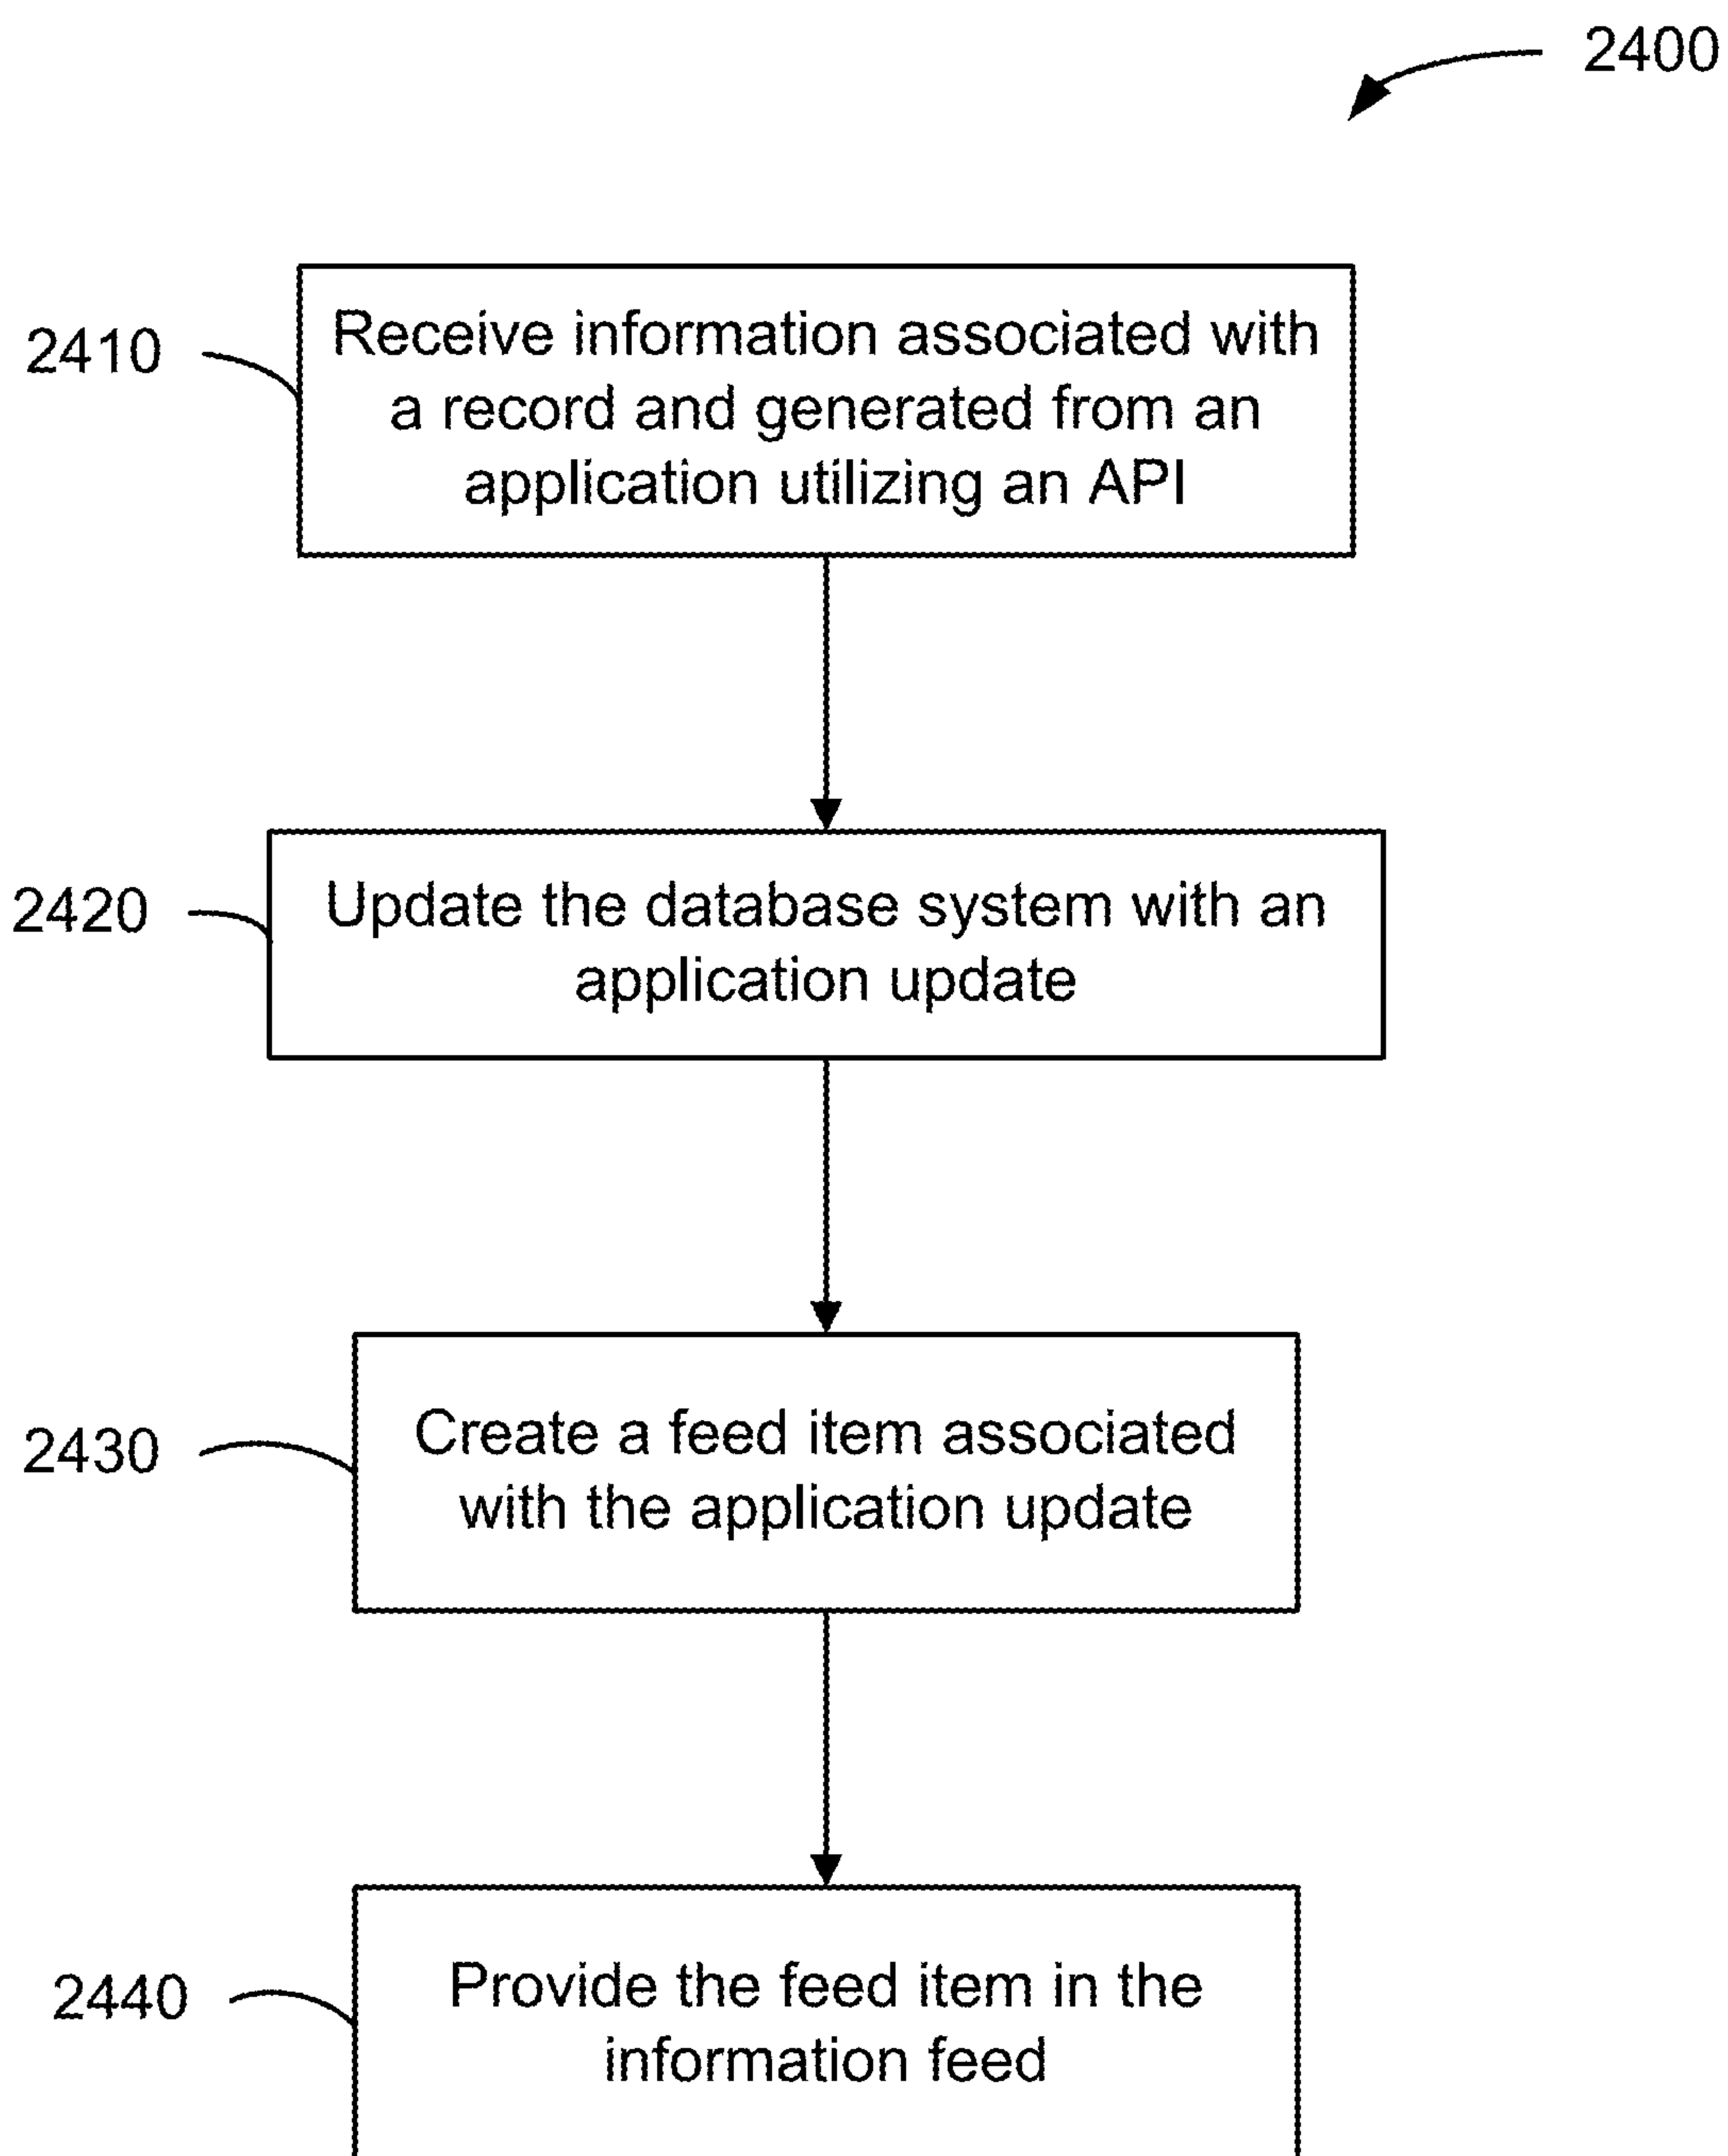 2400
2410
Receive information associated with
a record and generated from an
application utilizing an API
2420
Update the database system with an
application update
2430
Create a feed item associated
with the application update
2440
Provide the feed item in the
information feed